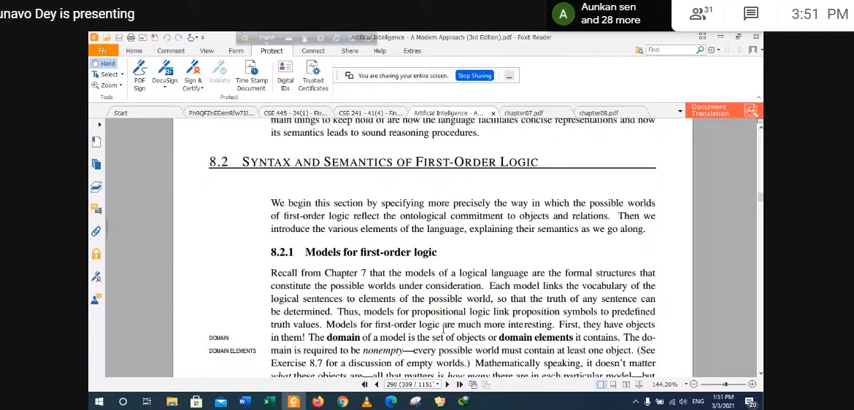 unavo Dey is presenting
A Aunkan sen
and 28 more
31
3:51 PM
Artificial Intelligence - A Modern Approach (3rd Edition).pdf - Foxit Reader
English
File Home Comment View Form Protect Connect Share Help Extras
Find
Hand
Select
Zoom
Tools
PDF Sign
DocuSign
Sign & Certify
Validate
Time Stamp Document
Digital IDs
Trusted Certificates
Protect
You are sharing your entire screen. Stop Sharing
Start
CSE 445 - 34(1) - Fi...
CSE 241 - 41(4) - Fi...
Artificial Intelligence - A...
chapter07.pdf
chapter08.pdf
Document Translation
main things to keep hold of are how the language facilitates concise representations and how
its semantics leads to sound reasoning procedures.
8.2 SYNTAX AND SEMANTICS OF FIRST-ORDER LOGIC
We begin this section by specifying more precisely the way in which the possible worlds
of first-order logic reflect the ontological commitment to objects and relations. Then we
introduce the various elements of the language, explaining their semantics as we go along.
8.2.1 Models for first-order logic
Recall from Chapter 7 that the models of a logical language are the formal structures that
constitute the possible worlds under consideration. Each model links the vocabulary of the
logical sentences to elements of the possible world, so that the truth of any sentence can
be determined. Thus, models for propositional logic link proposition symbols to predefined
truth values. Models for first-order logic are much more interesting. First, they have objects
DOMAIN
in them! The domain of a model is the set of objects or domain elements it contains. The do-
DOMAIN ELEMENTS
main is required to be nonempty—every possible world must contain at least one object. (See
Exercise 8.7 for a discussion of empty worlds.) Mathematically speaking, it doesn't matter
what these objects are—all that matters is how many there are in each particular model—but
290 (309 / 1151)
144.20%
ENG
1:51 PM
3/3/2021
20